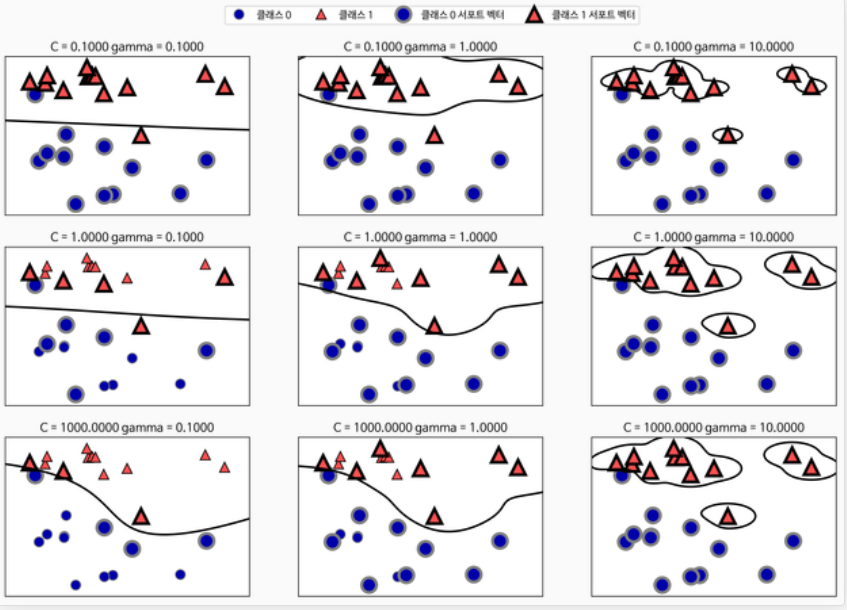 클래스 0 클래스 1 클래스 0 서포트 벡터 클래스 1 서포트 벡터
C = 0.1000 gamma = 0.1000 C = 0.1000 gamma = 1.0000 C = 0.1000 gamma = 10.0000
C = 1.0000 gamma = 0.1000 C = 1.0000 gamma = 1.0000 C = 1.0000 gamma = 10.0000
C = 1000.0000 gamma = 0.1000 C = 1000.0000 gamma = 1.0000 C = 1000.0000 gamma = 10.0000